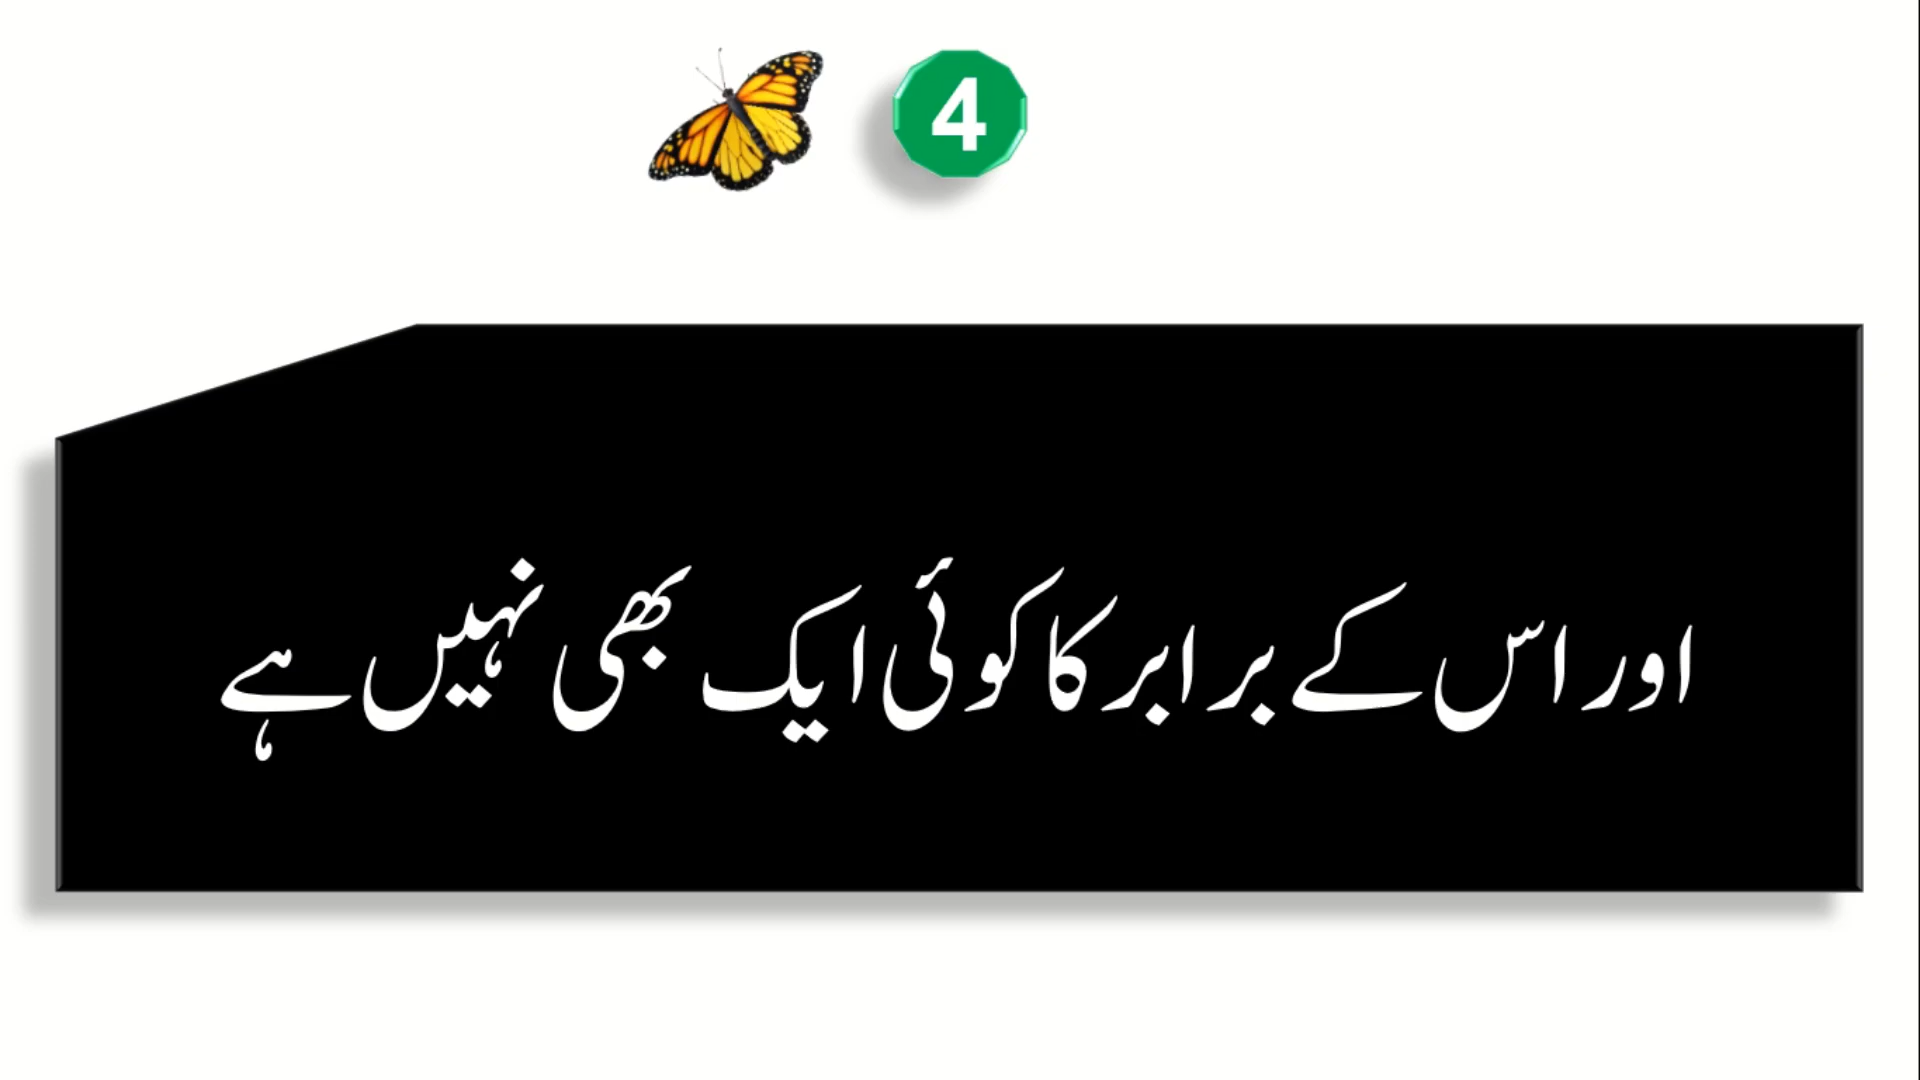 4
اور اس کے برابر کا کوئی ایک بھی نہیں ہے